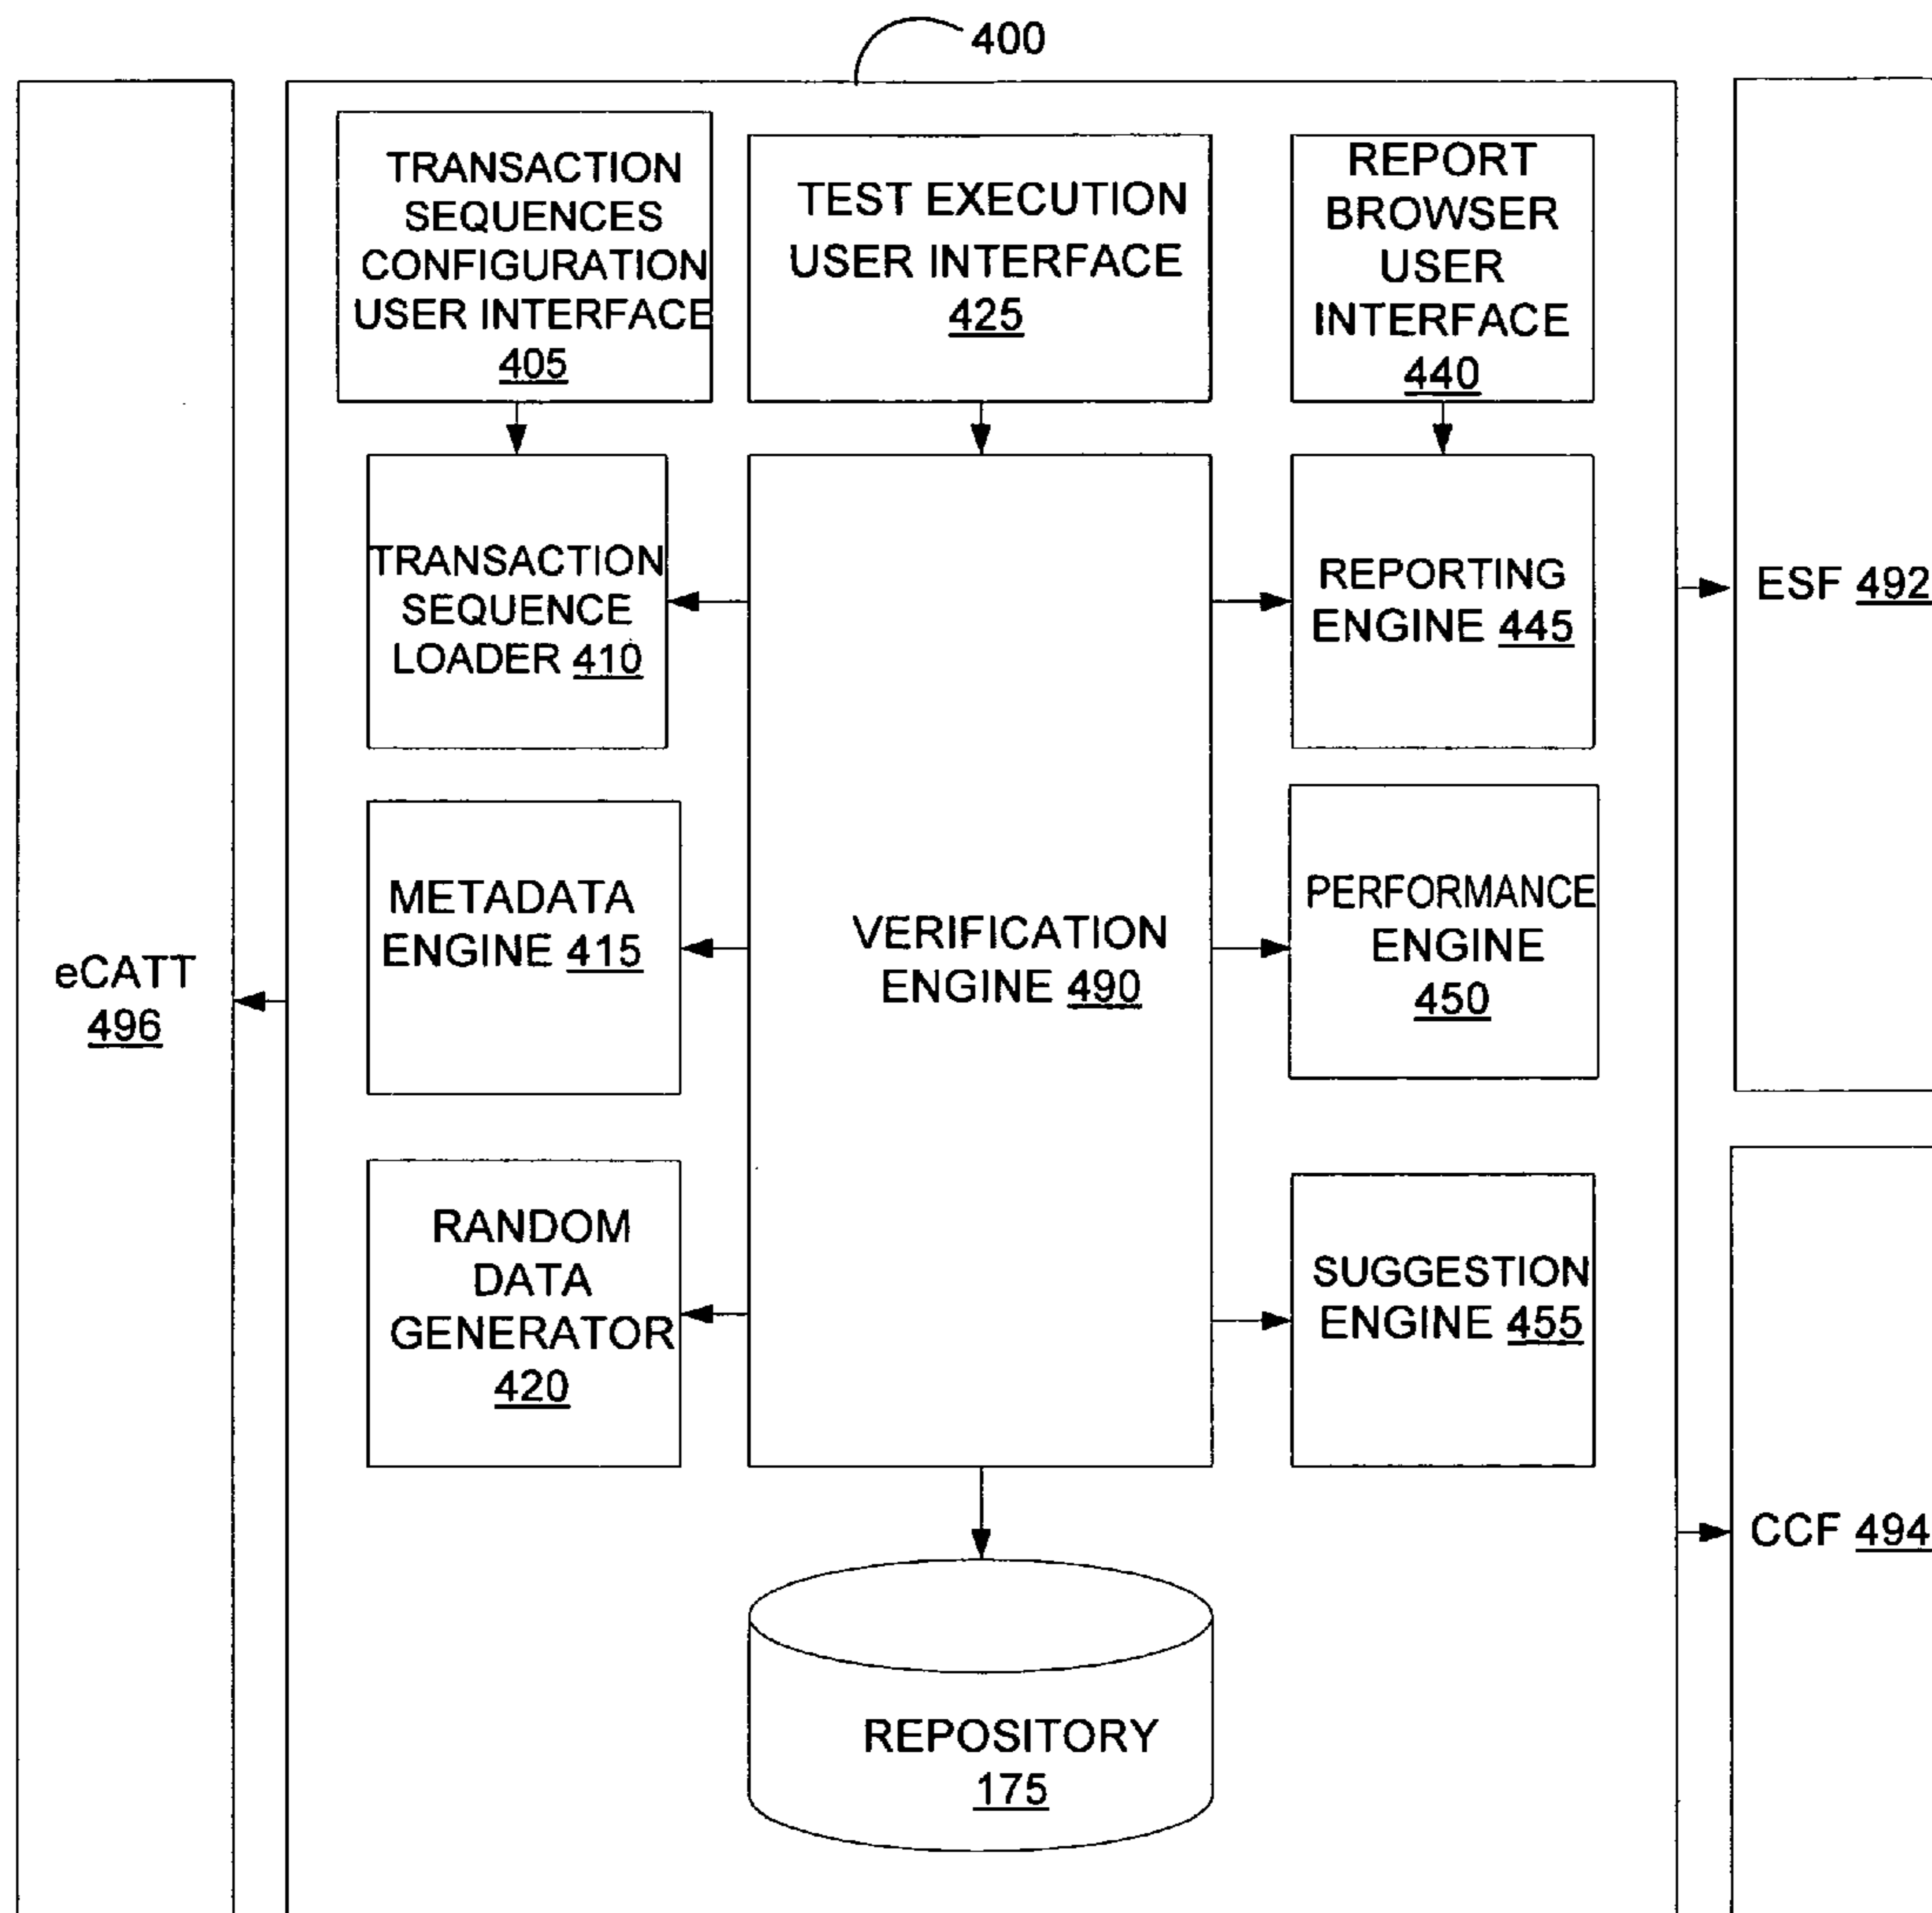 400
TRANSACTION
SEQUENCES
CONFIGURATION
USER INTERFACE
405
TEST EXECUTION
USER INTERFACE
425
REPORT
BROWSER
USER
INTERFACE
440
TRANSACTION
SEQUENCE
LOADER 410
REPORTING
ENGINE 445
ESF 492
METADATA
ENGINE 415
VERIFICATION
ENGINE 490
PERFORMANCE
ENGINE
450
eCATT
496
RANDOM
DATA
GENERATOR
420
SUGGESTION
ENGINE 455
CCF 494
REPOSITORY
175